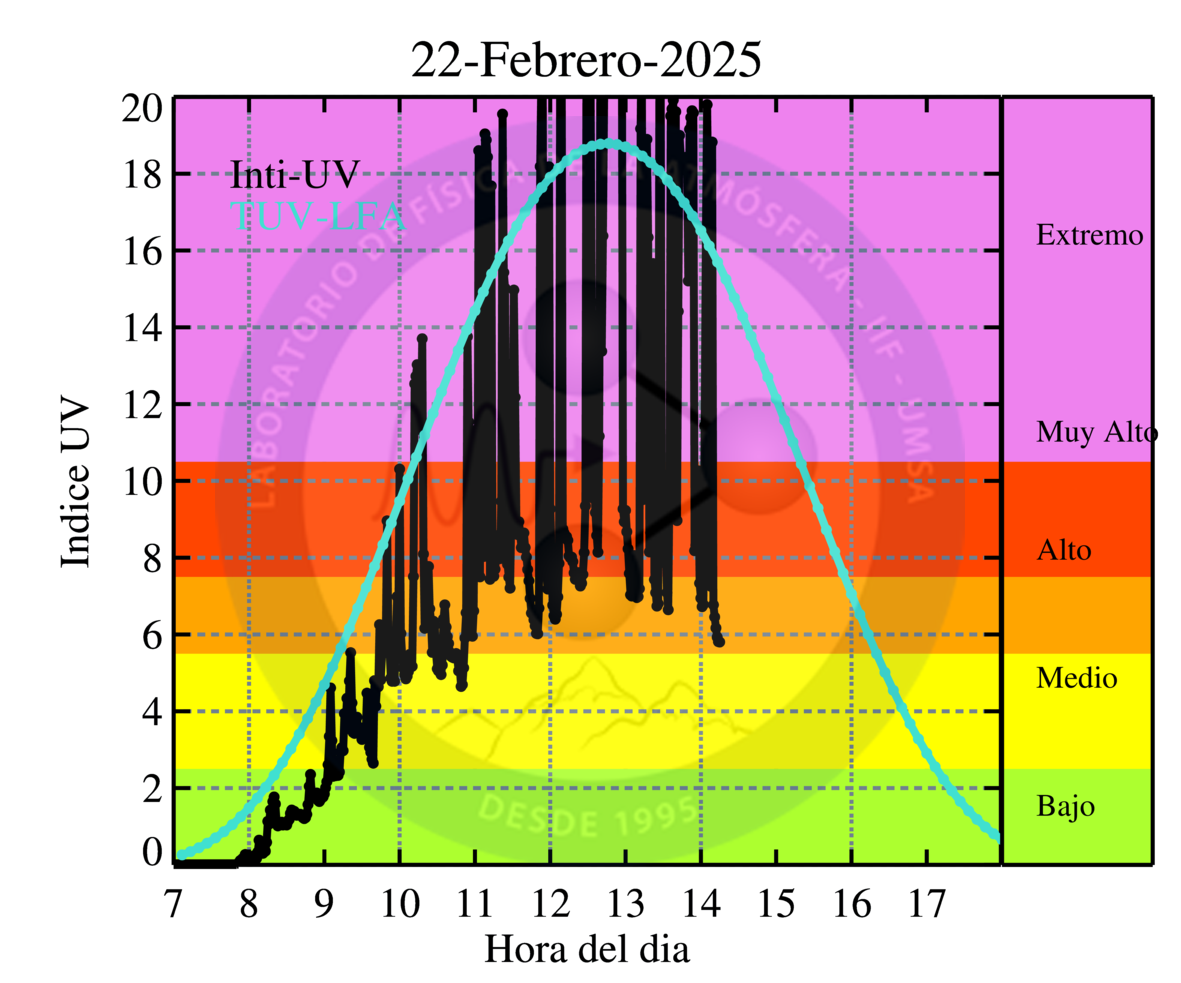 22-Febrero-2025
Indice UV
20
18
16
14
12
10
8
6
4
2
0
Inti-UV
TUV-LFA
LABORATORIO DE FÍSICA DE LA ATMÓSFERA - IIF - UMSA
DESDE 1995
Extremo
Muy Alto
Alto
Medio
Bajo
7 8 9 10 11 12 13 14 15 16 17
Hora del dia